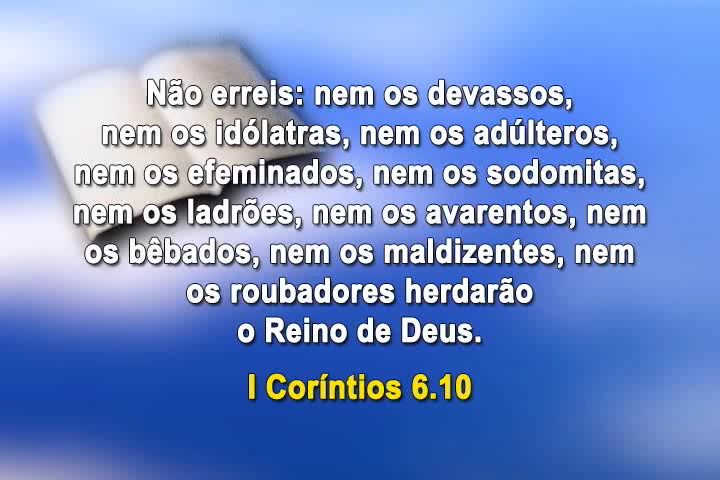 Não erreis: nem os devassos,
nem os idólatras, nem os adúlteros,
nem os efeminados, nem os sodomitas,
nem os ladrões, nem os avarentos, nem
os bêbados, nem os maldizentes, nem
os roubadores herdarão
o Reino de Deus.
I Coríntios 6.10